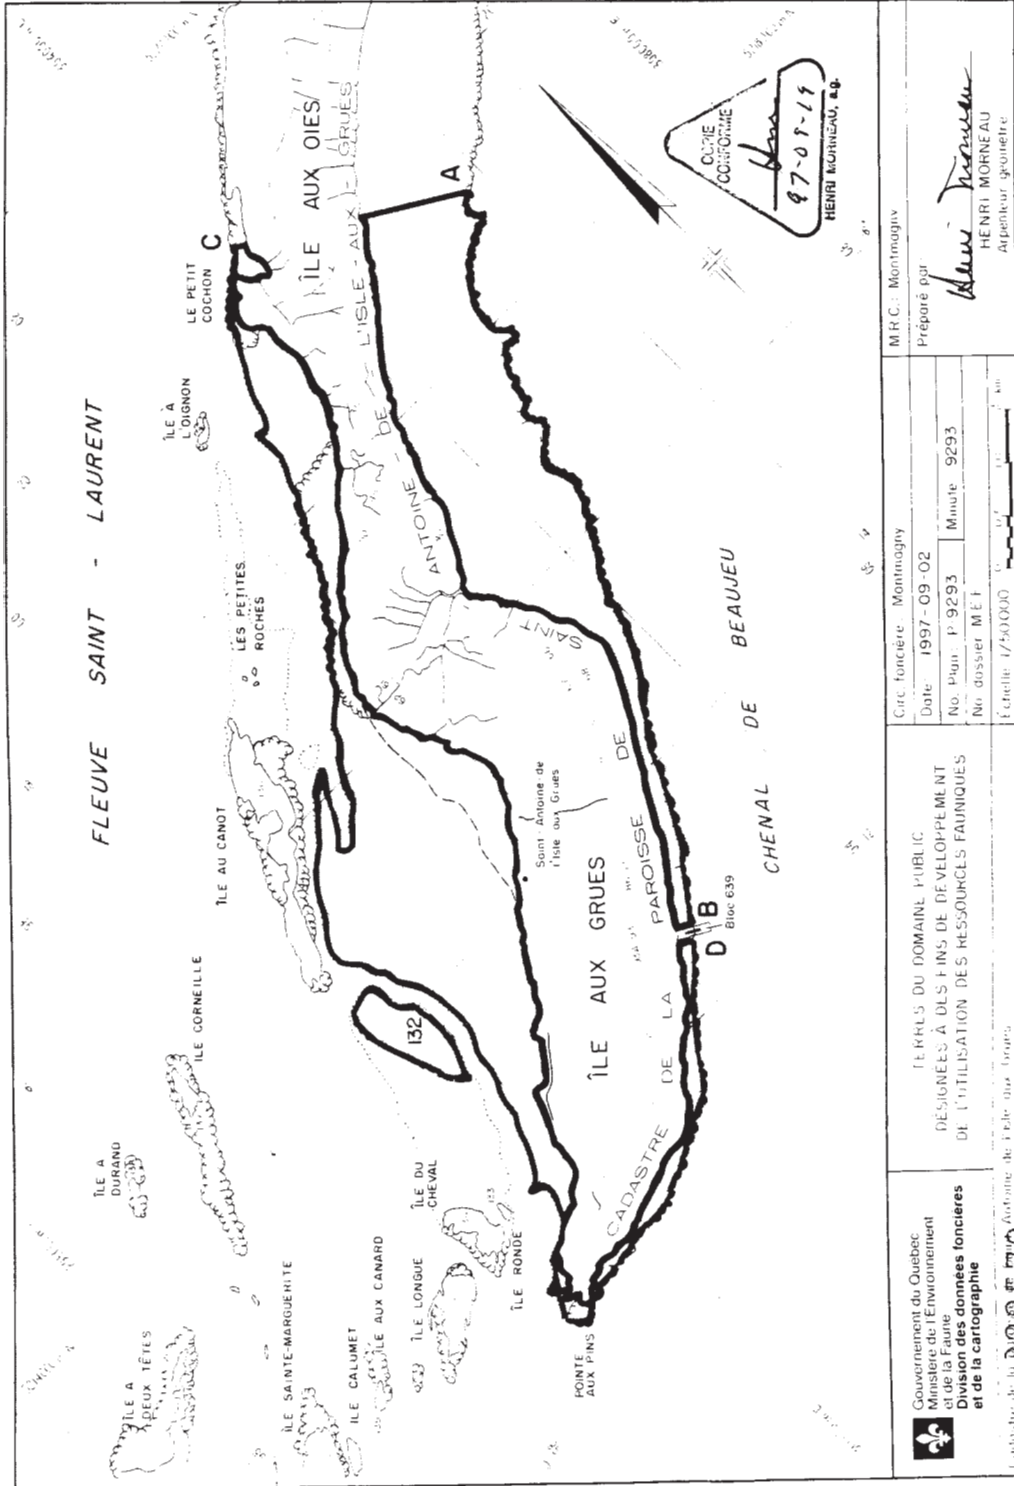 FLEUVE SAINT - LAURENT
ÎLE À
DEUX TÊTES
ÎLE SAINTE-MARGUERITE
ÎLE CALUMET
ÎLE AUX CANARD
ÎLE LONGUE
ÎLE RONDE
ÎLE DU
CHEVAL
123
ÎLE À
DURAND
ÎLE CORNEILLE
ÎLE AU CANOT
LES PETITES
ROCHES
ÎLE À
L'OIGNON
LE PETIT
COCHON
C
ÎLE AUX OIES
A
132
POINTE
AUX PINS
ÎLE AUX GRUES
Saint-Antoine-de
l'Isle aux Grues
CADASTRE DE LA PAROISSE DE SAINT ANTOINE - DE - L'ISLE - AUX GRUES
D B
Bloc 639
CHENAL DE BEAUJEU
COPIE
CONFORME
97-09-19
HENRI MORNEAU, a.g.
Gouvernement du Québec
Ministère de l'Environnement
et de la Faune
Division des données foncières
et de la cartographie
TERRES DU DOMAINE PUBLIC
DÉSIGNÉES À DES FINS DE DÉVELOPPEMENT
DE L'UTILISATION DES RESSOURCES FAUNIQUES
Circ. foncière: Montmagny
Date: 1997-09-02
No. Plan: P-9293 Minute 9293
No dossier M E F
Échelle 1/50000
M.R.C.: Montmagny
Préparé par
Henri Morneau
HENRI MORNEAU
Arpenteur géomètre